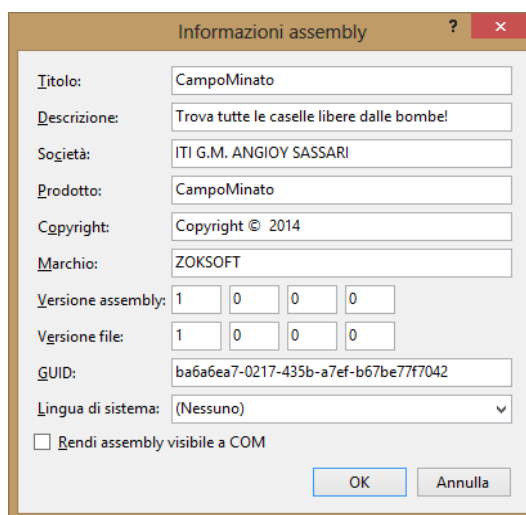 Informazioni assembly ?
Titolo: CampoMinato
Descrizione: Trova tutte le caselle libere dalle bombe!
Società: ITI G.M. ANGIOY SASSARI
Prodotto: CampoMinato
Copyright: Copyright © 2014
Marchio: ZOKSOFT
Versione assembly: 1 0 0 0
Versione file: 1 0 0 0
GUID: ba6a6ea7-0217-435b-a7ef-b67be77f7042
Lingua di sistema: (Nessuno)
Rendi assembly visibile a COM
OK Annulla